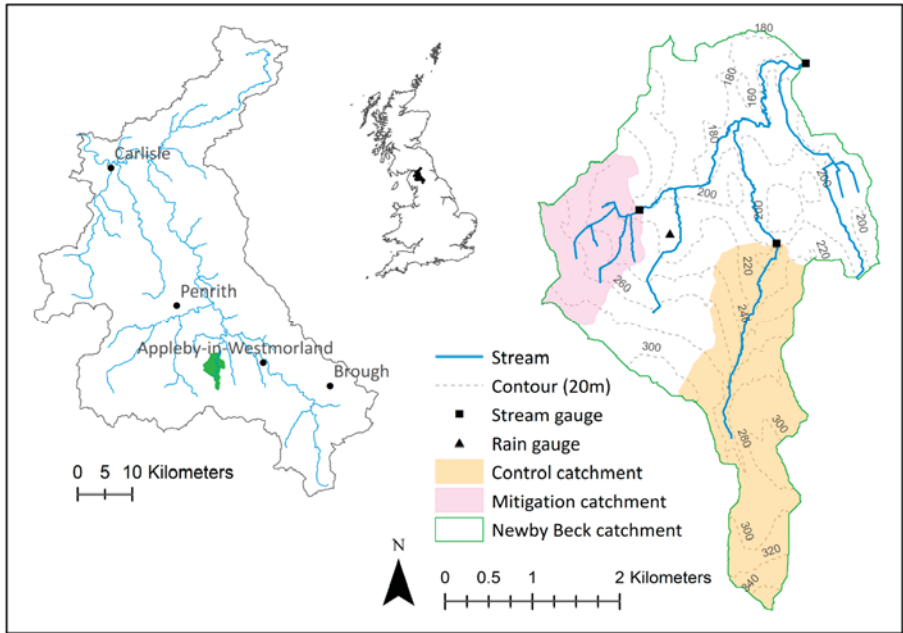 Carlisle
Penrith
Appleby-in-Westmorland
Brough
0 5 10 Kilometers
180
180
160
180
200
200
200
200
220
220
240
260
300
280
300
300
320
340
Stream
Contour (20m)
Stream gauge
Rain gauge
Control catchment
Mitigation catchment
Newby Beck catchment
N
0 0.5 1 2 Kilometers